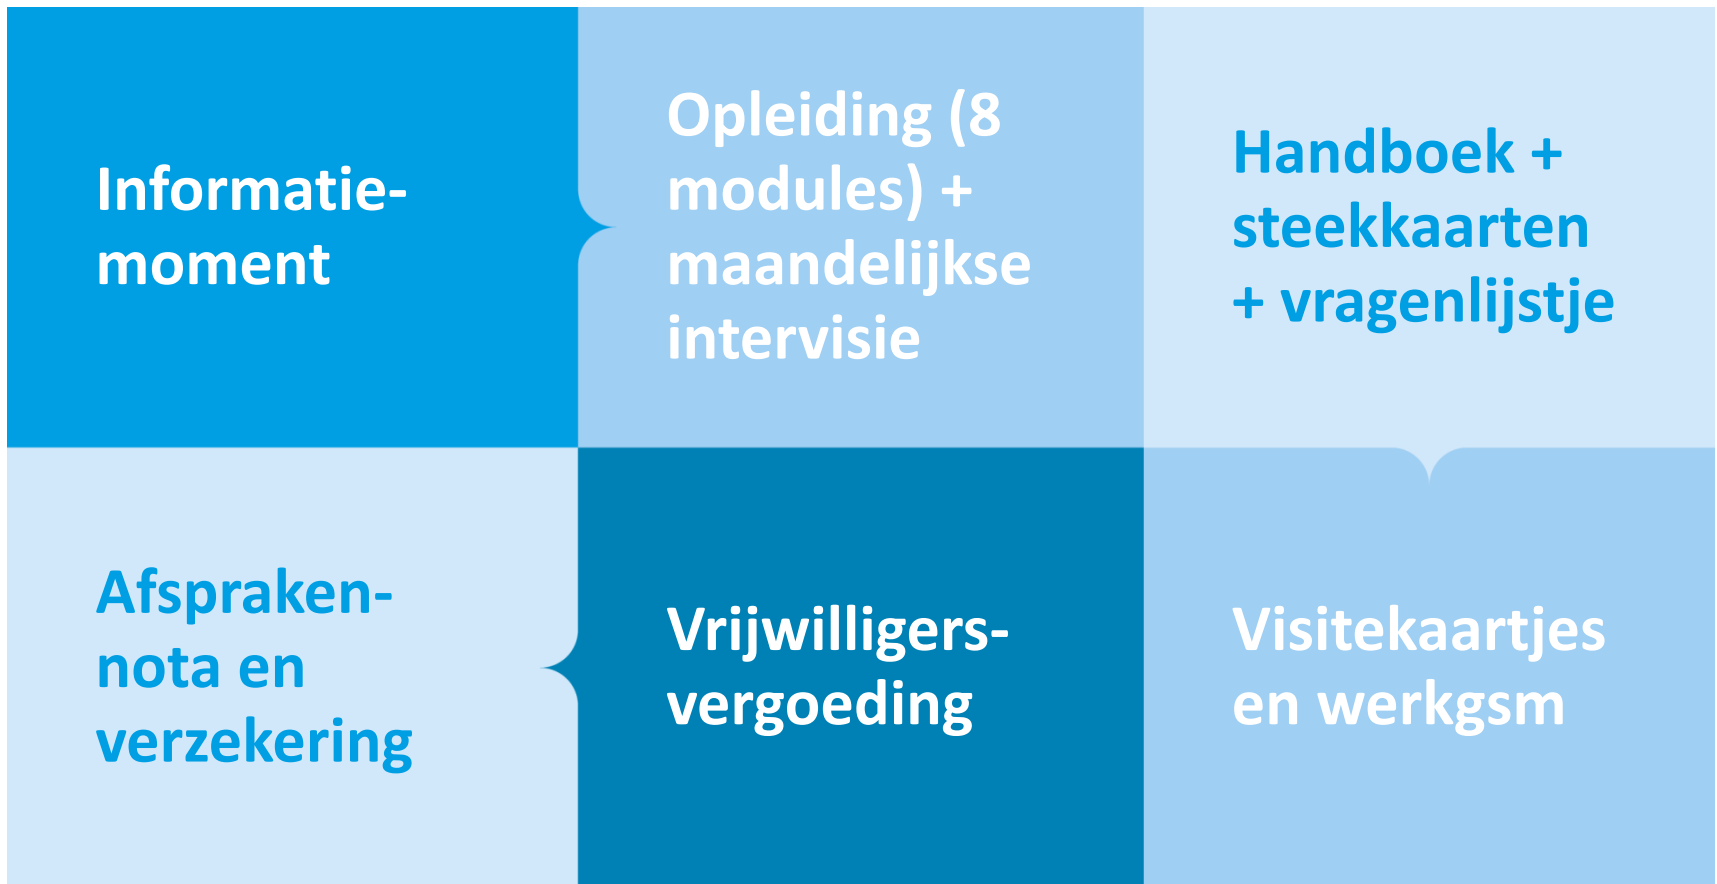 Informatie-
moment
Opleiding (8
modules) +
maandelijkse
intervisie
Handboek +
steekkaarten
+ vragenlijstje
Afspraken-
nota en
verzekering
Vrijwilligers-
vergoeding
Visitekaartjes
en werkgsm